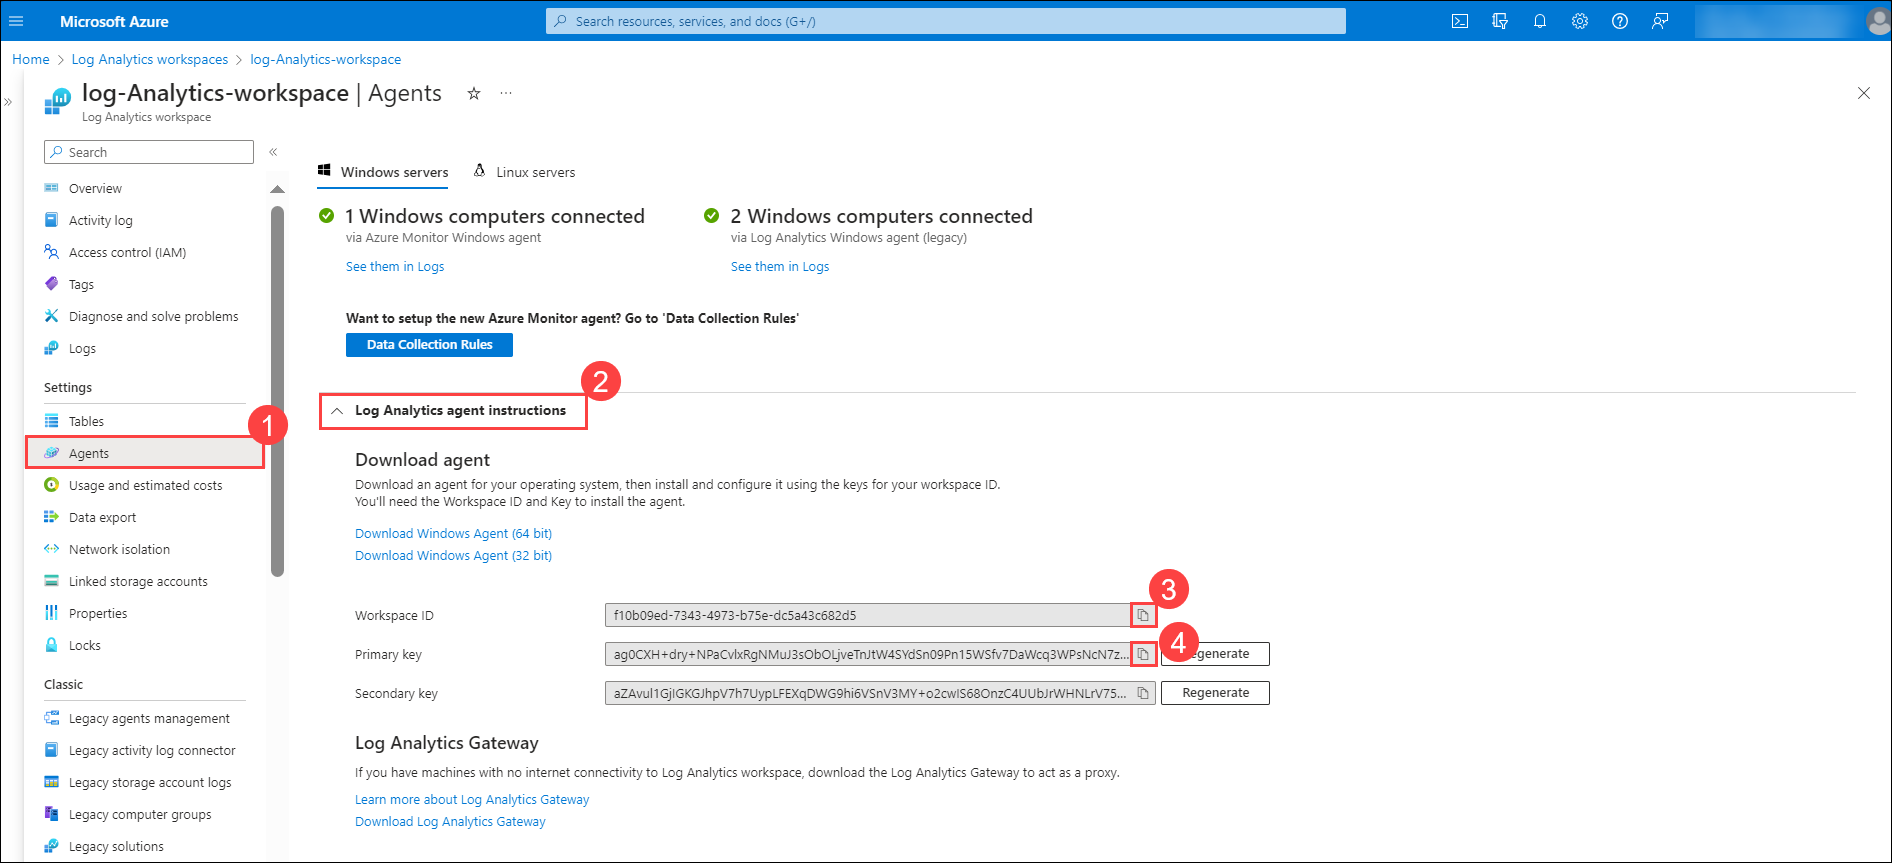 Microsoft Azure
Search resources, services, and docs (G+/)
Home > Log Analytics workspaces > log-Analytics-workspace
log-Analytics-workspace | Agents
Log Analytics workspace
Search
Overview
Activity log
Access control (IAM)
Tags
Diagnose and solve problems
Logs
Settings
Tables
1
Agents
Usage and estimated costs
Data export
Network isolation
Linked storage accounts
Properties
Locks
Classic
Legacy agents management
Legacy activity log connector
Legacy storage account logs
Legacy computer groups
Legacy solutions
Windows servers
Linux servers
1 Windows computers connected
via Azure Monitor Windows agent
See them in Logs
2 Windows computers connected
via Log Analytics Windows agent (legacy)
See them in Logs
Want to setup the new Azure Monitor agent? Go to 'Data Collection Rules'
Data Collection Rules
2
Log Analytics agent instructions
Download agent
Download an agent for your operating system, then install and configure it using the keys for your workspace ID.
You'll need the Workspace ID and Key to install the agent.
Download Windows Agent (64 bit)
Download Windows Agent (32 bit)
3
Workspace ID f10b09ed-7343-4973-b75e-dc5a43c682d5
4
Primary key ag0CXH+dry+NPaCvlxRgNMuJ3sObOLjveTnJtW4SYdSn09Pn15WSfv7DaWcq3WPsNcN7z... generate
Secondary key aZAvul1GjIGKGJhpV7h7UypLFEXqDWG9hi6VSnV3MY+o2cwIS68OnzC4UUbJrWHNLrV75... Regenerate
Log Analytics Gateway
If you have machines with no internet connectivity to Log Analytics workspace, download the Log Analytics Gateway to act as a proxy.
Learn more about Log Analytics Gateway
Download Log Analytics Gateway